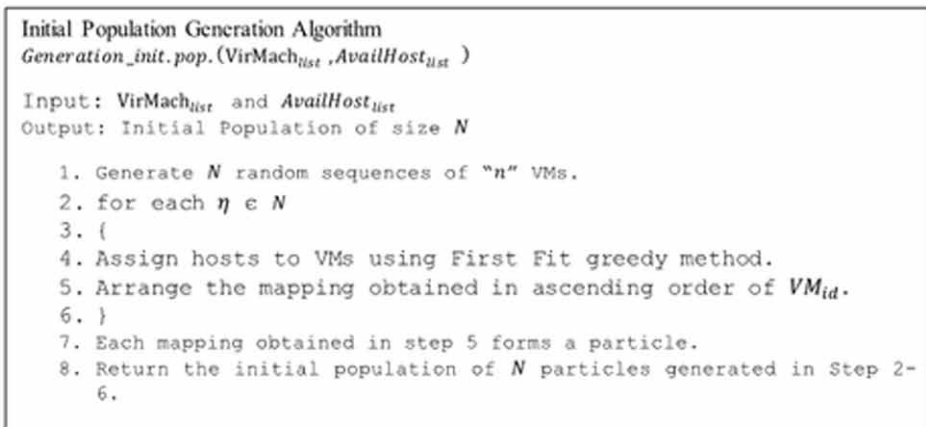 Initial Population Generation Algorithm
Generation_init.pop.(VirMach_list ,AvailHost_list )
Input: VirMach_list and AvailHost_list
Output: Initial Population of size N
1. Generate N random sequences of "n" VMs.
2. for each η ϵ N
3. {
4. Assign hosts to VMs using First Fit greedy method.
5. Arrange the mapping obtained in ascending order of VM_id.
6. }
7. Each mapping obtained in step 5 forms a particle.
8. Return the initial population of N particles generated in Step 2-
6.